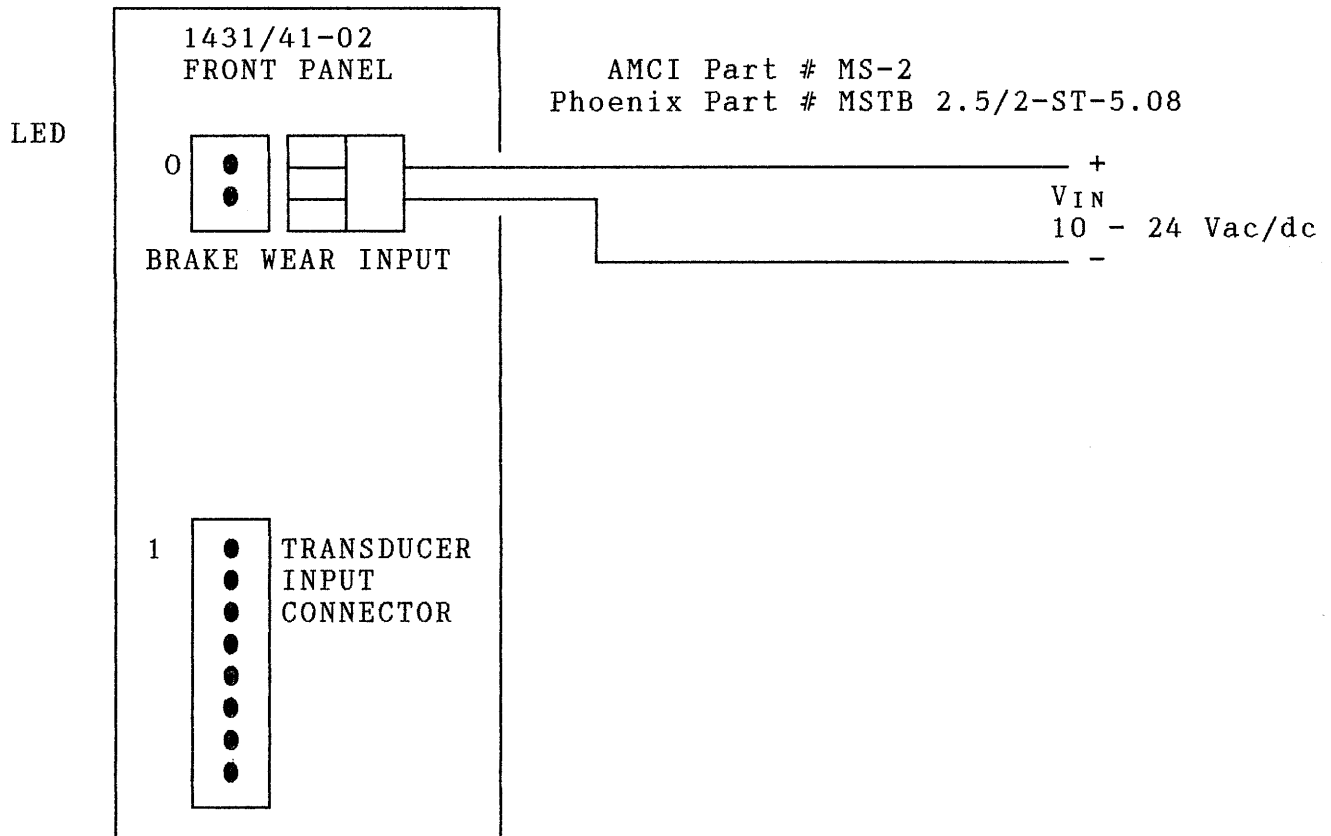 1431/41-02
FRONT PANEL
AMCI Part # MS-2
Phoenix Part # MSTB 2.5/2-ST-5.08
LED
O
+
VIN
10 - 24 Vac/dc
-
BRAKE WEAR INPUT
1
TRANSDUCER
INPUT
CONNECTOR